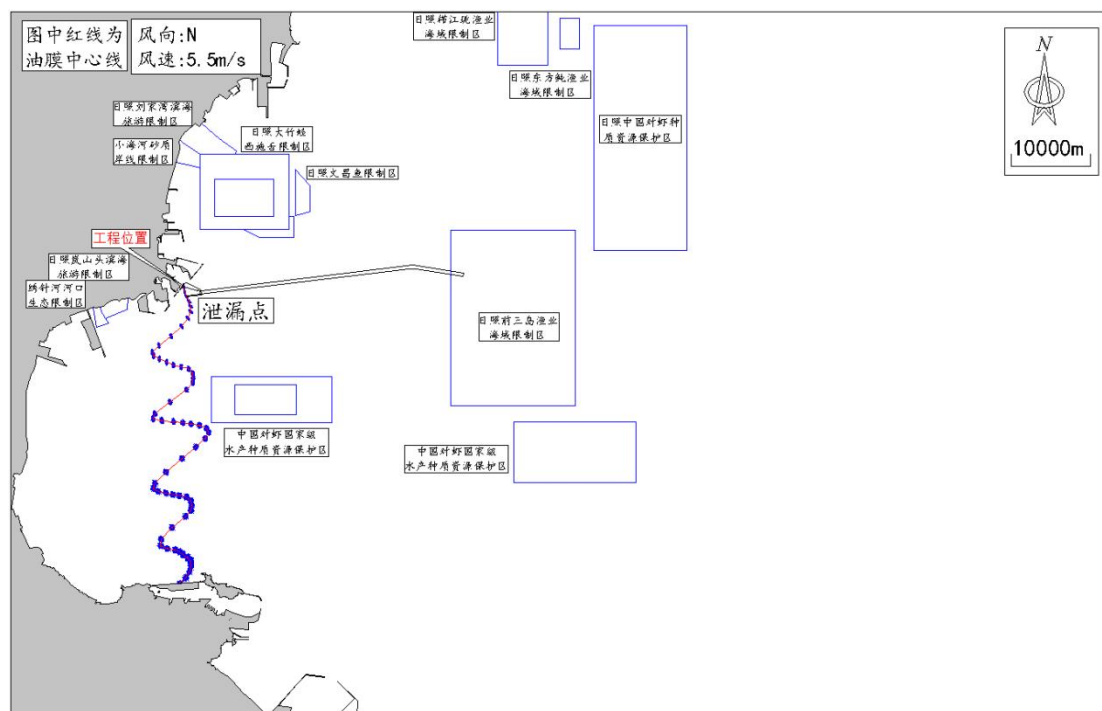 图中红线为
油膜中心线
风向:N
风速:5.5m/s
日照
渔业
海域限制区
日照东方鲀渔业
海域限制区
日照中国对虾种
质资源保护区
N
10000m
日照刘家湾滨海
旅游限制区
日照大竹蛏
西施舌限制区
小海河砂质
岸线限制区
日照文昌鱼限制区
工程位置
日照岚山头滨海
旅游限制区
绣针河河口
生态限制区
泄漏点
日照前三岛渔业
海域限制区
中国对虾国家级
水产种质资源保护区
中国对虾国家级
水产种质资源保护区